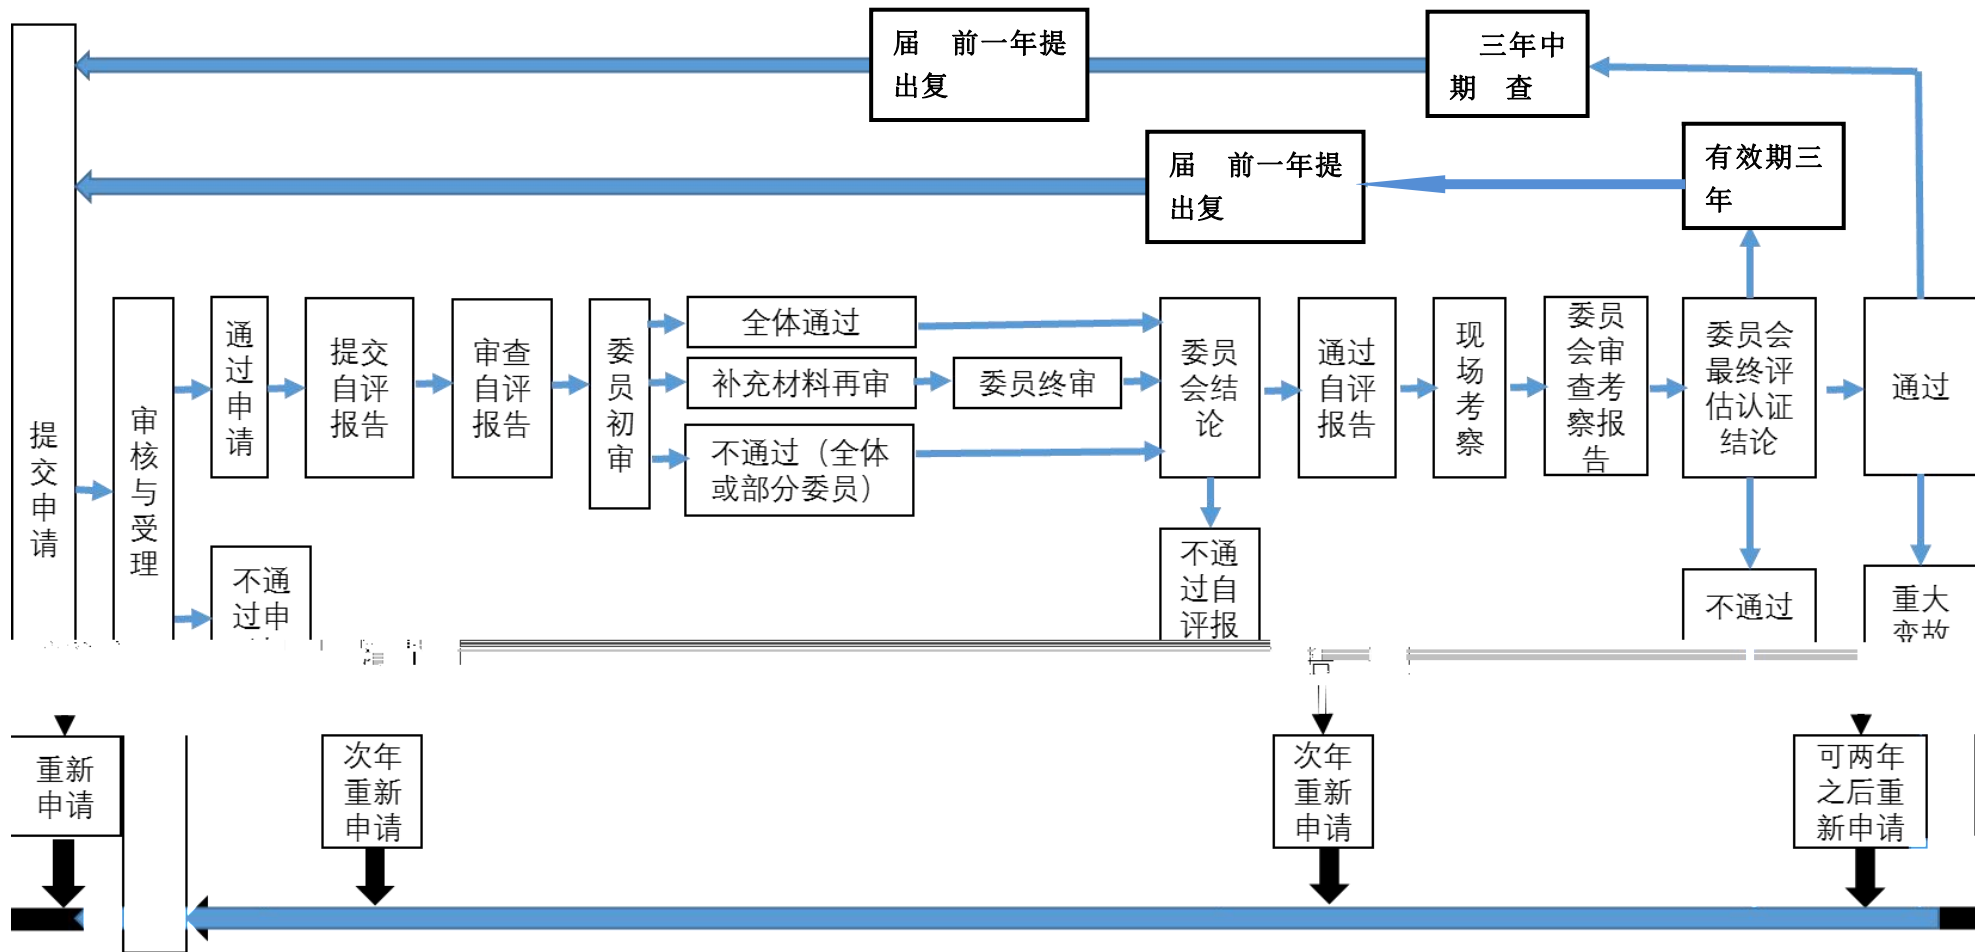 届 前一年提
出复
三年中
期 查
届 前一年提
出复
有效期三
年
提交申请
审核与受理
通过申请
不通
过申
提交
自评
报告
审查
自评
报告
委员初审
全体通过
补充材料再审
不通过（全体
或部分委员）
委员终审
委员
会结
论
不通
过自
评报
通过
自评
报告
现场考察
委员
会审
查考
察报
告
委员会
最终评
估认证
结论
不通过
通过
重大
变故
重新
申请
次年
重新
申请
次年
重新
申请
可两年
之后重
新申请